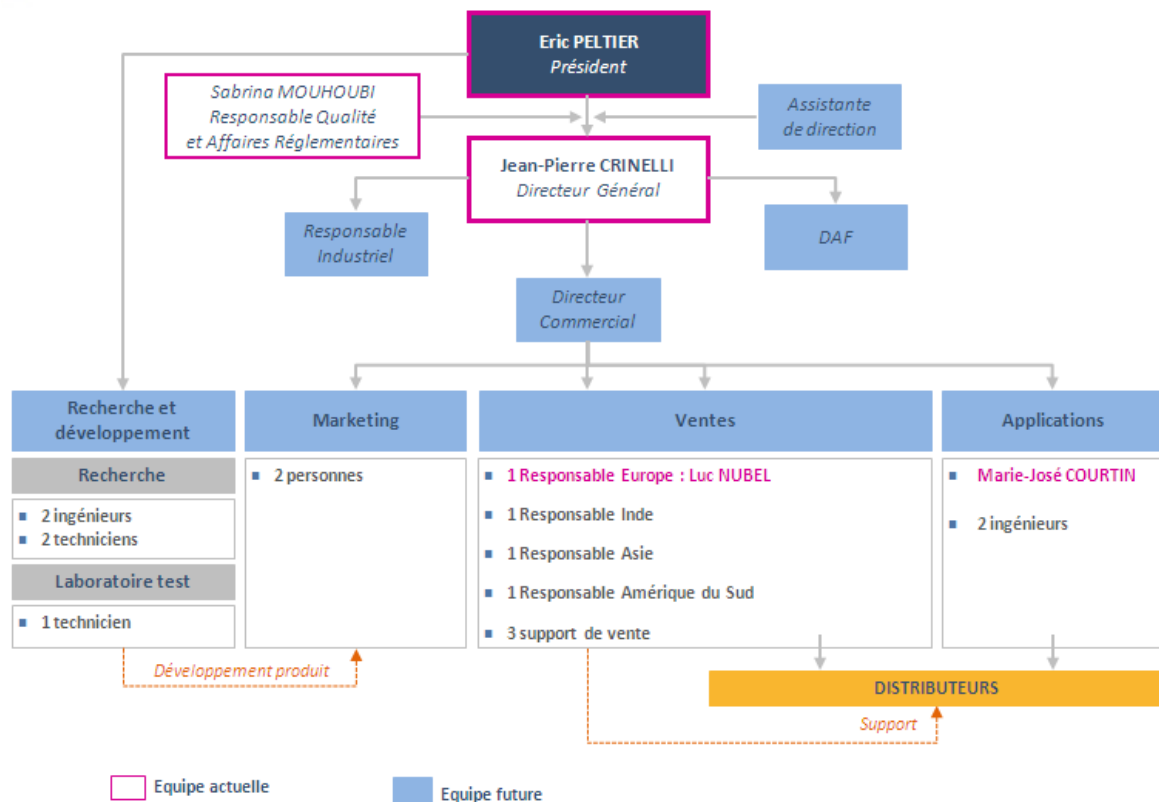 Eric PELTIER
Président
Sabrina MOUHOUBI
Responsable Qualité
et Affaires Réglementaires
Assistante
de direction
Jean-Pierre CRINELLI
Directeur Général
Responsable
Industriel
DAF
Directeur
Commercial
Recherche et
développement
Marketing
Ventes
Applications
Recherche
2 ingénieurs
2 techniciens
Laboratoire test
1 technicien
2 personnes
1 Responsable Europe : Luc NUBEL
1 Responsable Inde
1 Responsable Asie
1 Responsable Amérique du Sud
3 support de vente
Marie-José COURTIN
2 ingénieurs
Développement produit
DISTRIBUTEURS
Support
Equipe actuelle
Equipe future